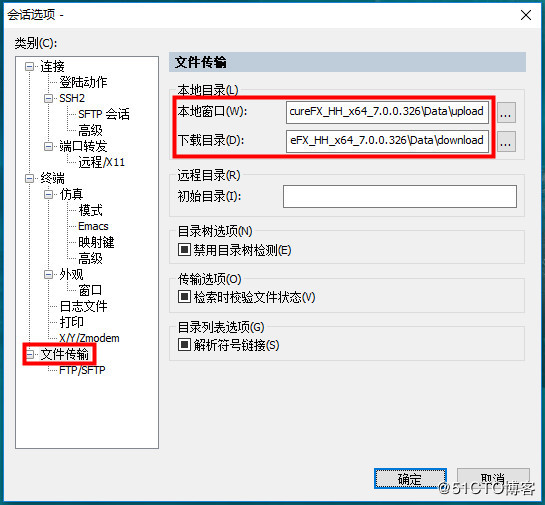 会话选项 -
类别(C):
连接
登陆动作
SSH2
SFTP 会话
高级
端口转发
远程/X11
终端
仿真
模式
Emacs
映射键
高级
外观
窗口
日志文件
打印
X/Y/Zmodem
文件传输
FTP/SFTP
文件传输
本地目录(L)
本地窗口(W): cureFX_HH_x64_7.0.0.326\Data\upload ...
下载目录(D): eFX_HH_x64_7.0.0.326\Data\download ...
远程目录(R)
初始目录(I):
目录树选项(N)
禁用目录树检测(E)
传输选项(O)
检索时校验文件状态(V)
目录列表选项(G)
解析符号链接(S)
确定 取消
@51CTO博客